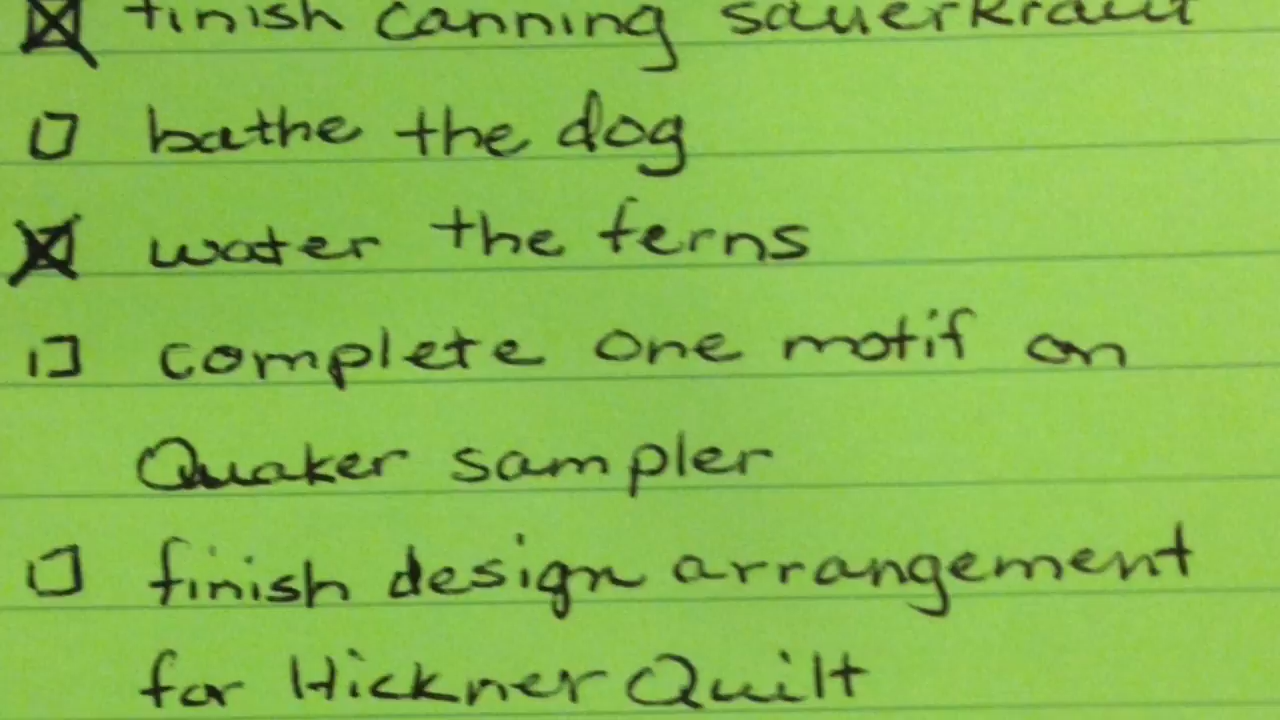 finish canning sauerkraut
bathe the dog
water the ferns
complete one motif on
Quaker sampler
finish design arrangement
for Hickner Quilt